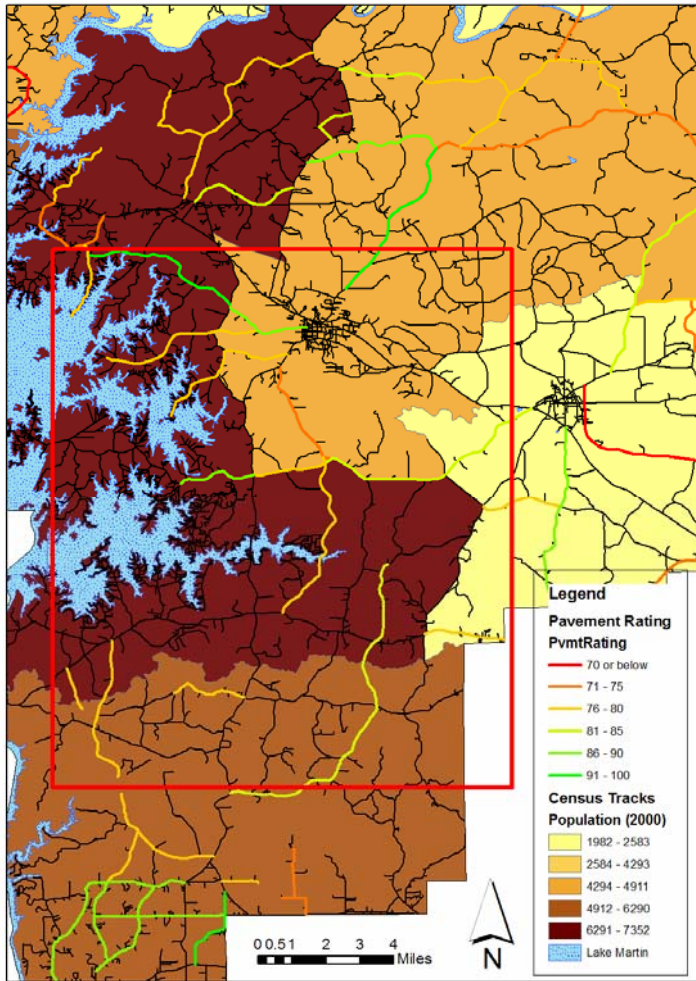 Legend
Pavement Rating
PvmtRating
70 or below
71 - 75
76 - 80
81 - 85
86 - 90
91 - 100
Census Tracks
Population (2000)
1982 - 2583
2584 - 4293
4294 - 4911
4912 - 6290
6291 - 7352
Lake Martin
0 0.5 1 2 3 4
Miles
N